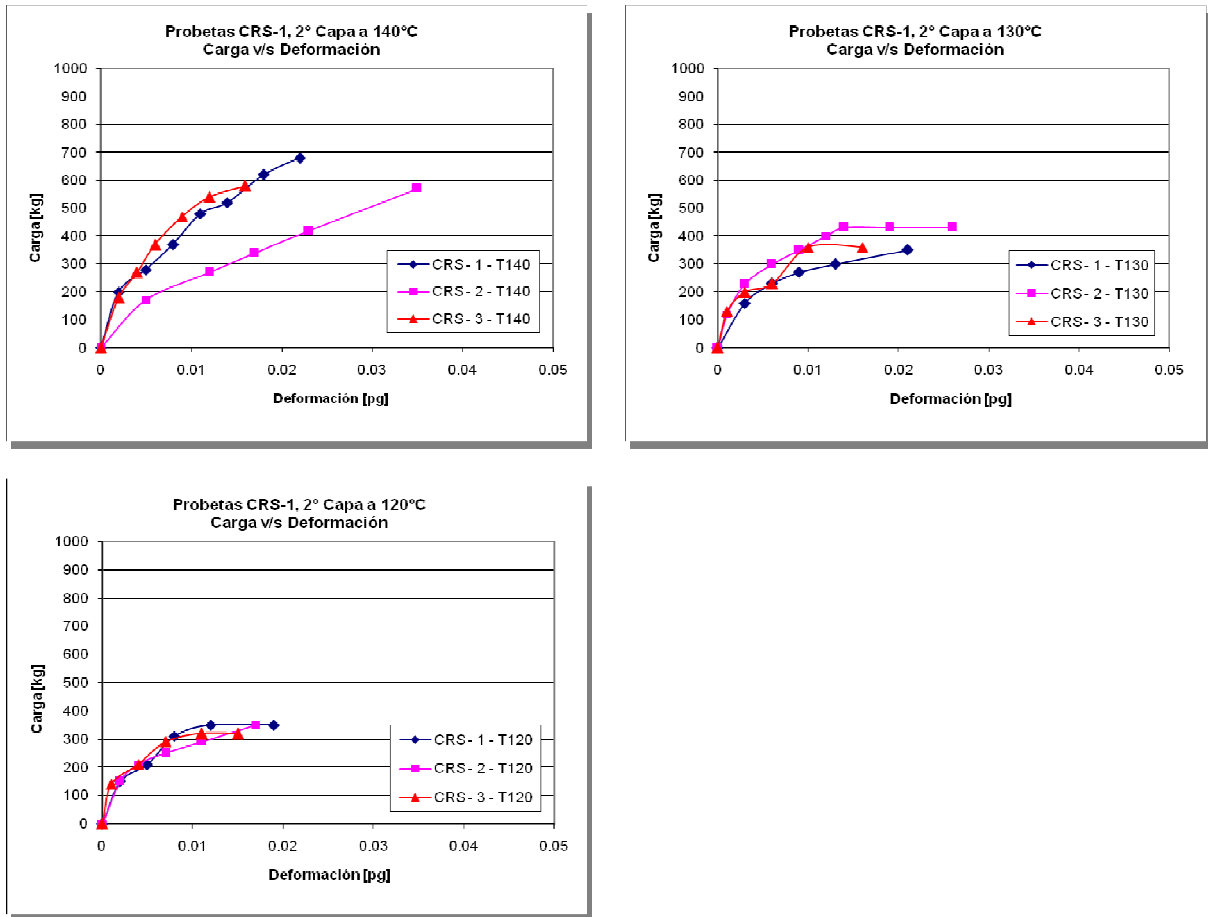 Probetas CRS-1, 2° Capa a 140°C
Carga v/s Deformación
1000
900
800
700
600
500
400
300
200
100
0
Carga [kg]
0 0.01 0.02 0.03 0.04 0.05
Deformación [pg]
CRS- 1 - T140
CRS- 2 - T140
CRS- 3 - T140
Probetas CRS-1, 2° Capa a 130°C
Carga v/s Deformación
1000
900
800
700
600
500
400
300
200
100
0
Carga [kg]
0 0.01 0.02 0.03 0.04 0.05
Deformación [pg]
CRS- 1 - T130
CRS- 2 - T130
CRS- 3 - T130
Probetas CRS-1, 2° Capa a 120°C
Carga v/s Deformación
1000
900
800
700
600
500
400
300
200
100
0
Carga [kg]
0 0.01 0.02 0.03 0.04 0.05
Deformación [pg]
CRS- 1 - T120
CRS- 2 - T120
CRS- 3 - T120